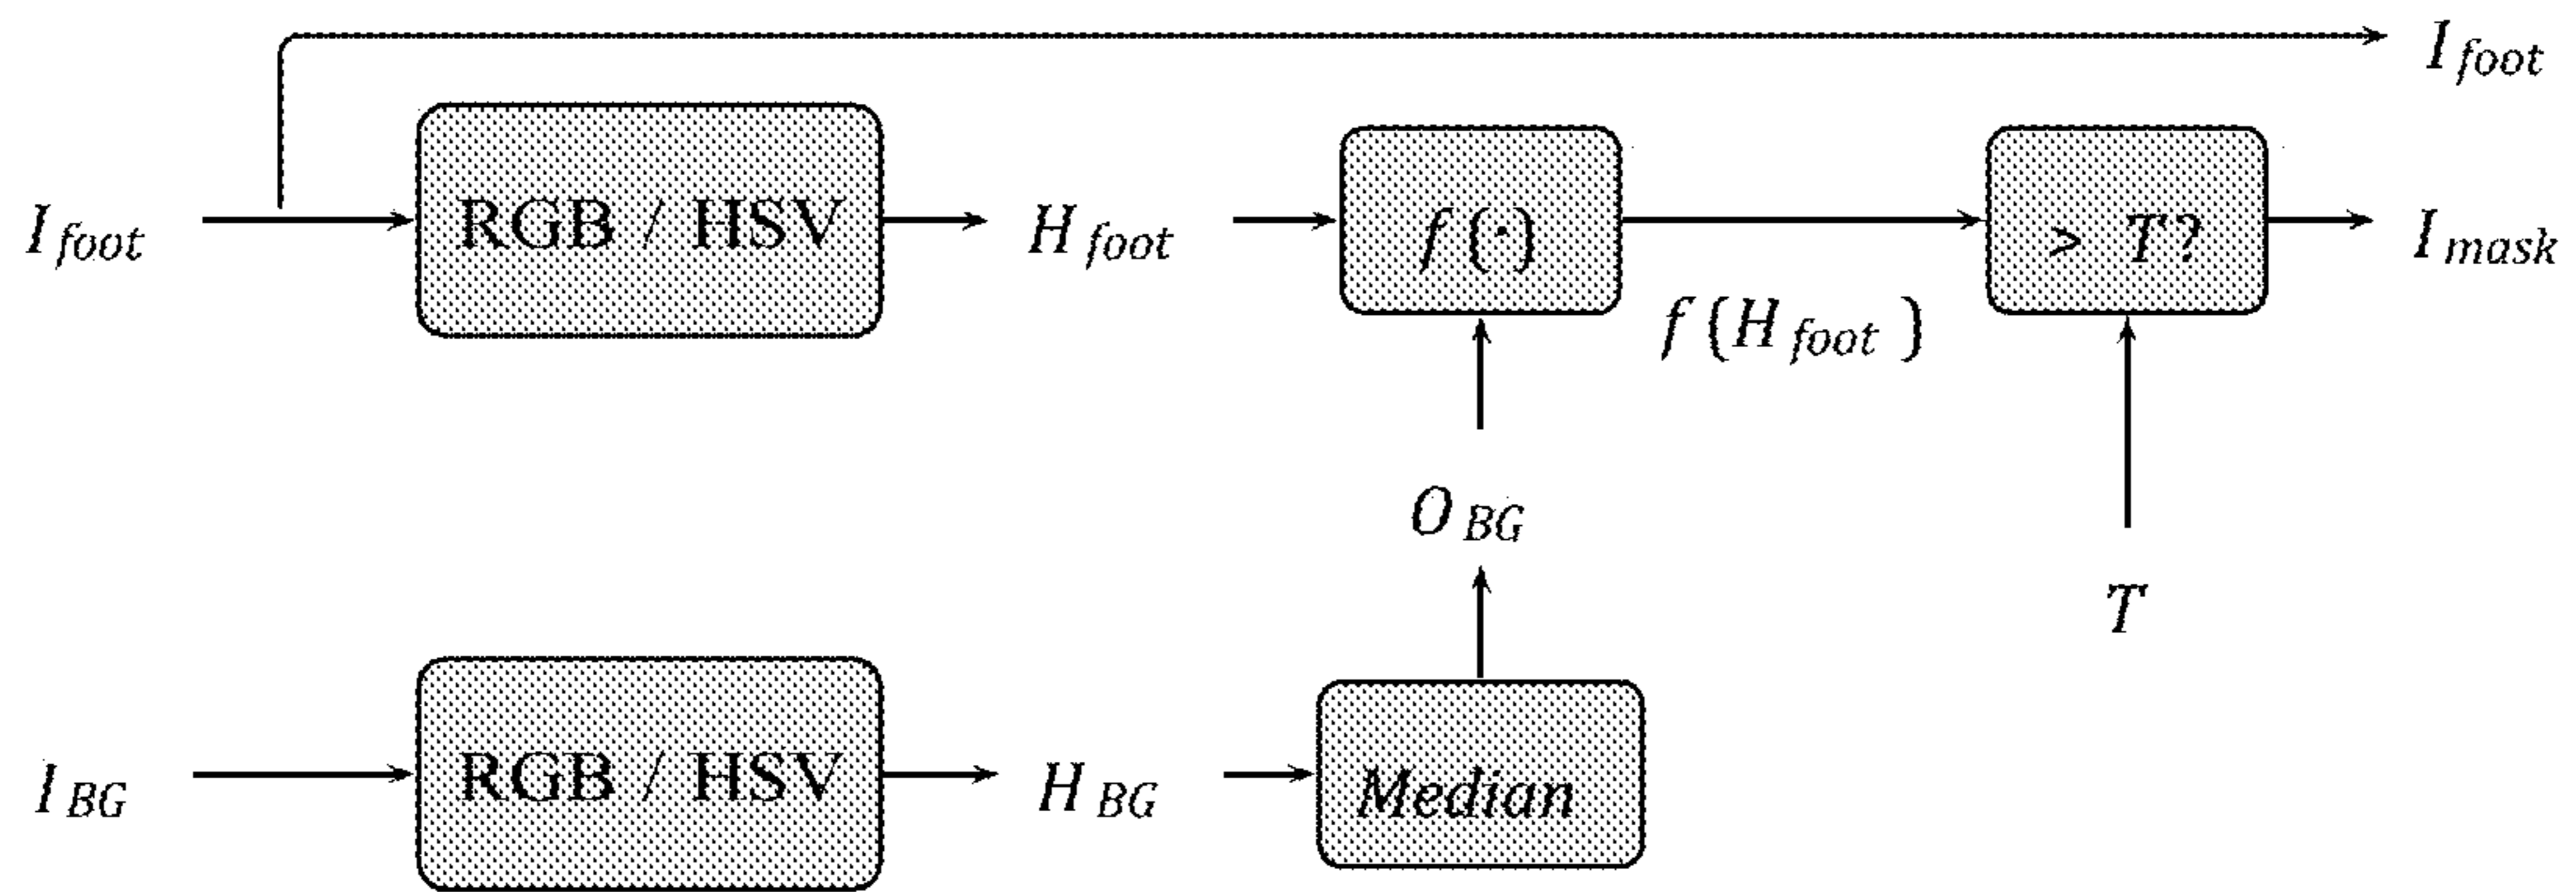 I foot
I foot RGB / HSV H foot f (·) > T? I mask
f (H foot )
O BG
T
I BG RGB / HSV H BG Median